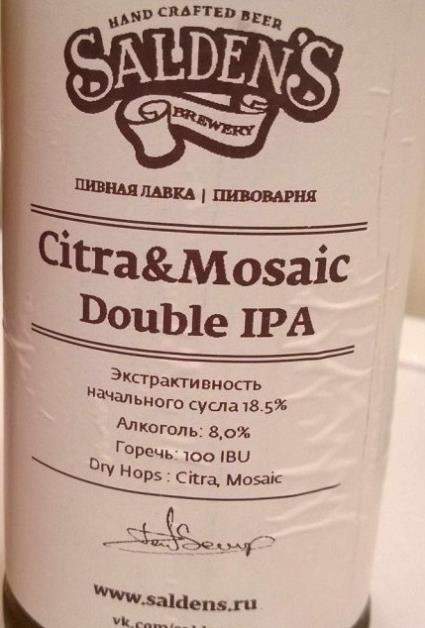 HAND CRAFTED BEER
SALDEN'S
BREWERY
ПИВНАЯ ЛАВКА | ПИВОВАРНЯ
Citra&Mosaic
Double IPA
Экстрактивность
начального сусла 18.5%
Алкоголь: 8,0%
Горечь: 100 IBU
Dry Hops : Citra, Mosaic
www.saldens.ru